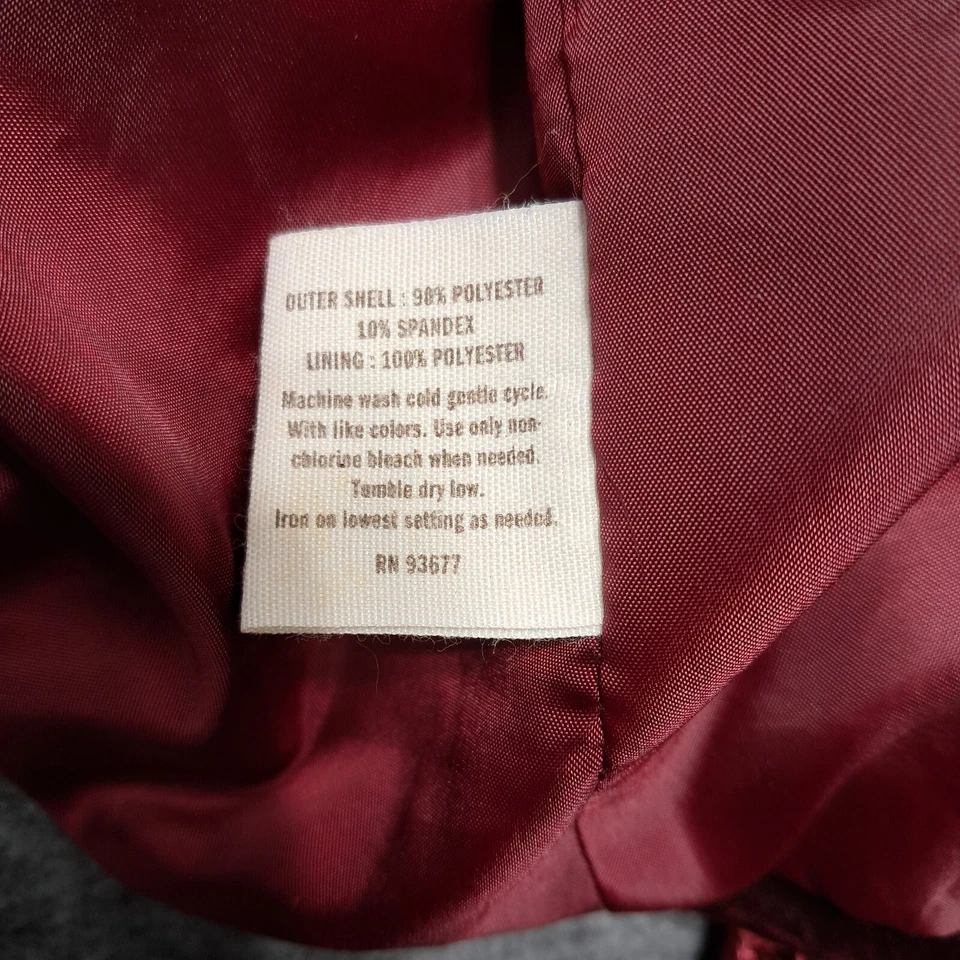 OUTER SHELL : 90% POLYESTER
10% SPANDEX
LINING : 100% POLYESTER
Machine wash cold gentle cycle.
With like colors. Use only non-
chlorine bleach when needed.
Tumble dry low.
Iron on lowest setting as needed.
RN 93677